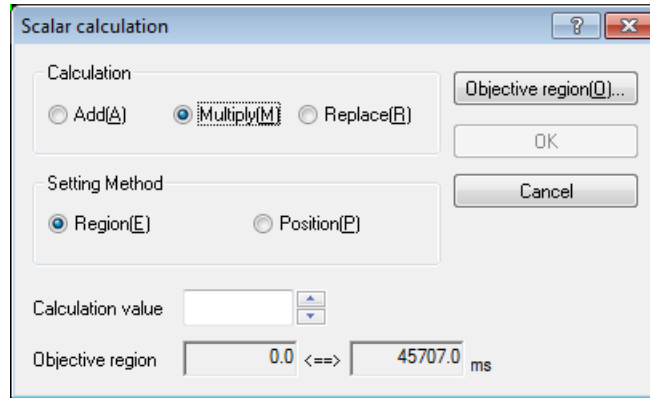 Scalar calculation
Calculation
Add(A) Multiply(M) Replace(R)
Objective region(O)...
OK
Setting Method
Region(E) Position(P)
Cancel
Calculation value
Objective region 0.0 <==> 45707.0 ms